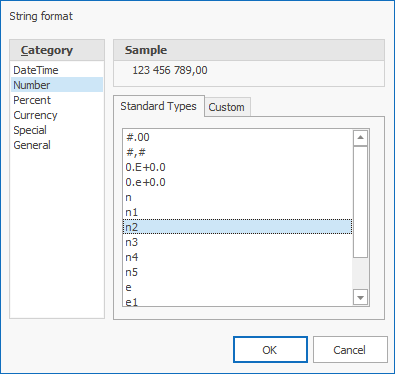 String format
Category
DateTime
Number
Percent
Currency
Special
General
Sample
123 456 789,00
Standard Types
Custom
#.00
#,#
0.E+0.0
0.e+0.0
n
n1
n2
n3
n4
n5
e
e1
OK
Cancel